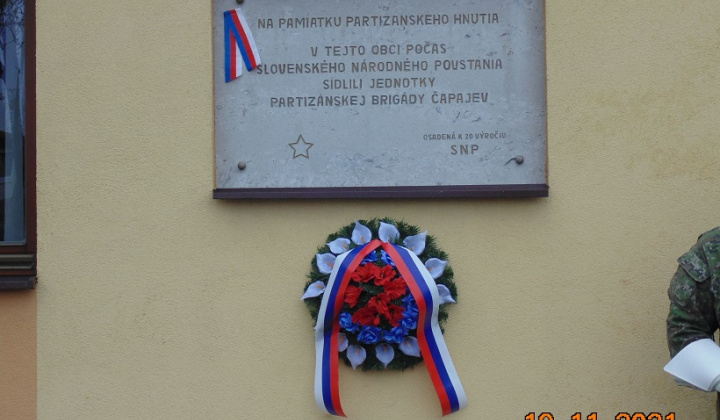 NA PAMIATKU PARTIZÁNSKEHO HNUTIA
V TEJTO OBCI POČAS
SLOVENSKÉHO NÁRODNÉHO POVSTANIA
SÍDLILI JEDNOTKY
PARTIZÁNSKEJ BRIGÁDY ČAPAJEV
OSADENÁ K 20 VÝROČIU
SNP